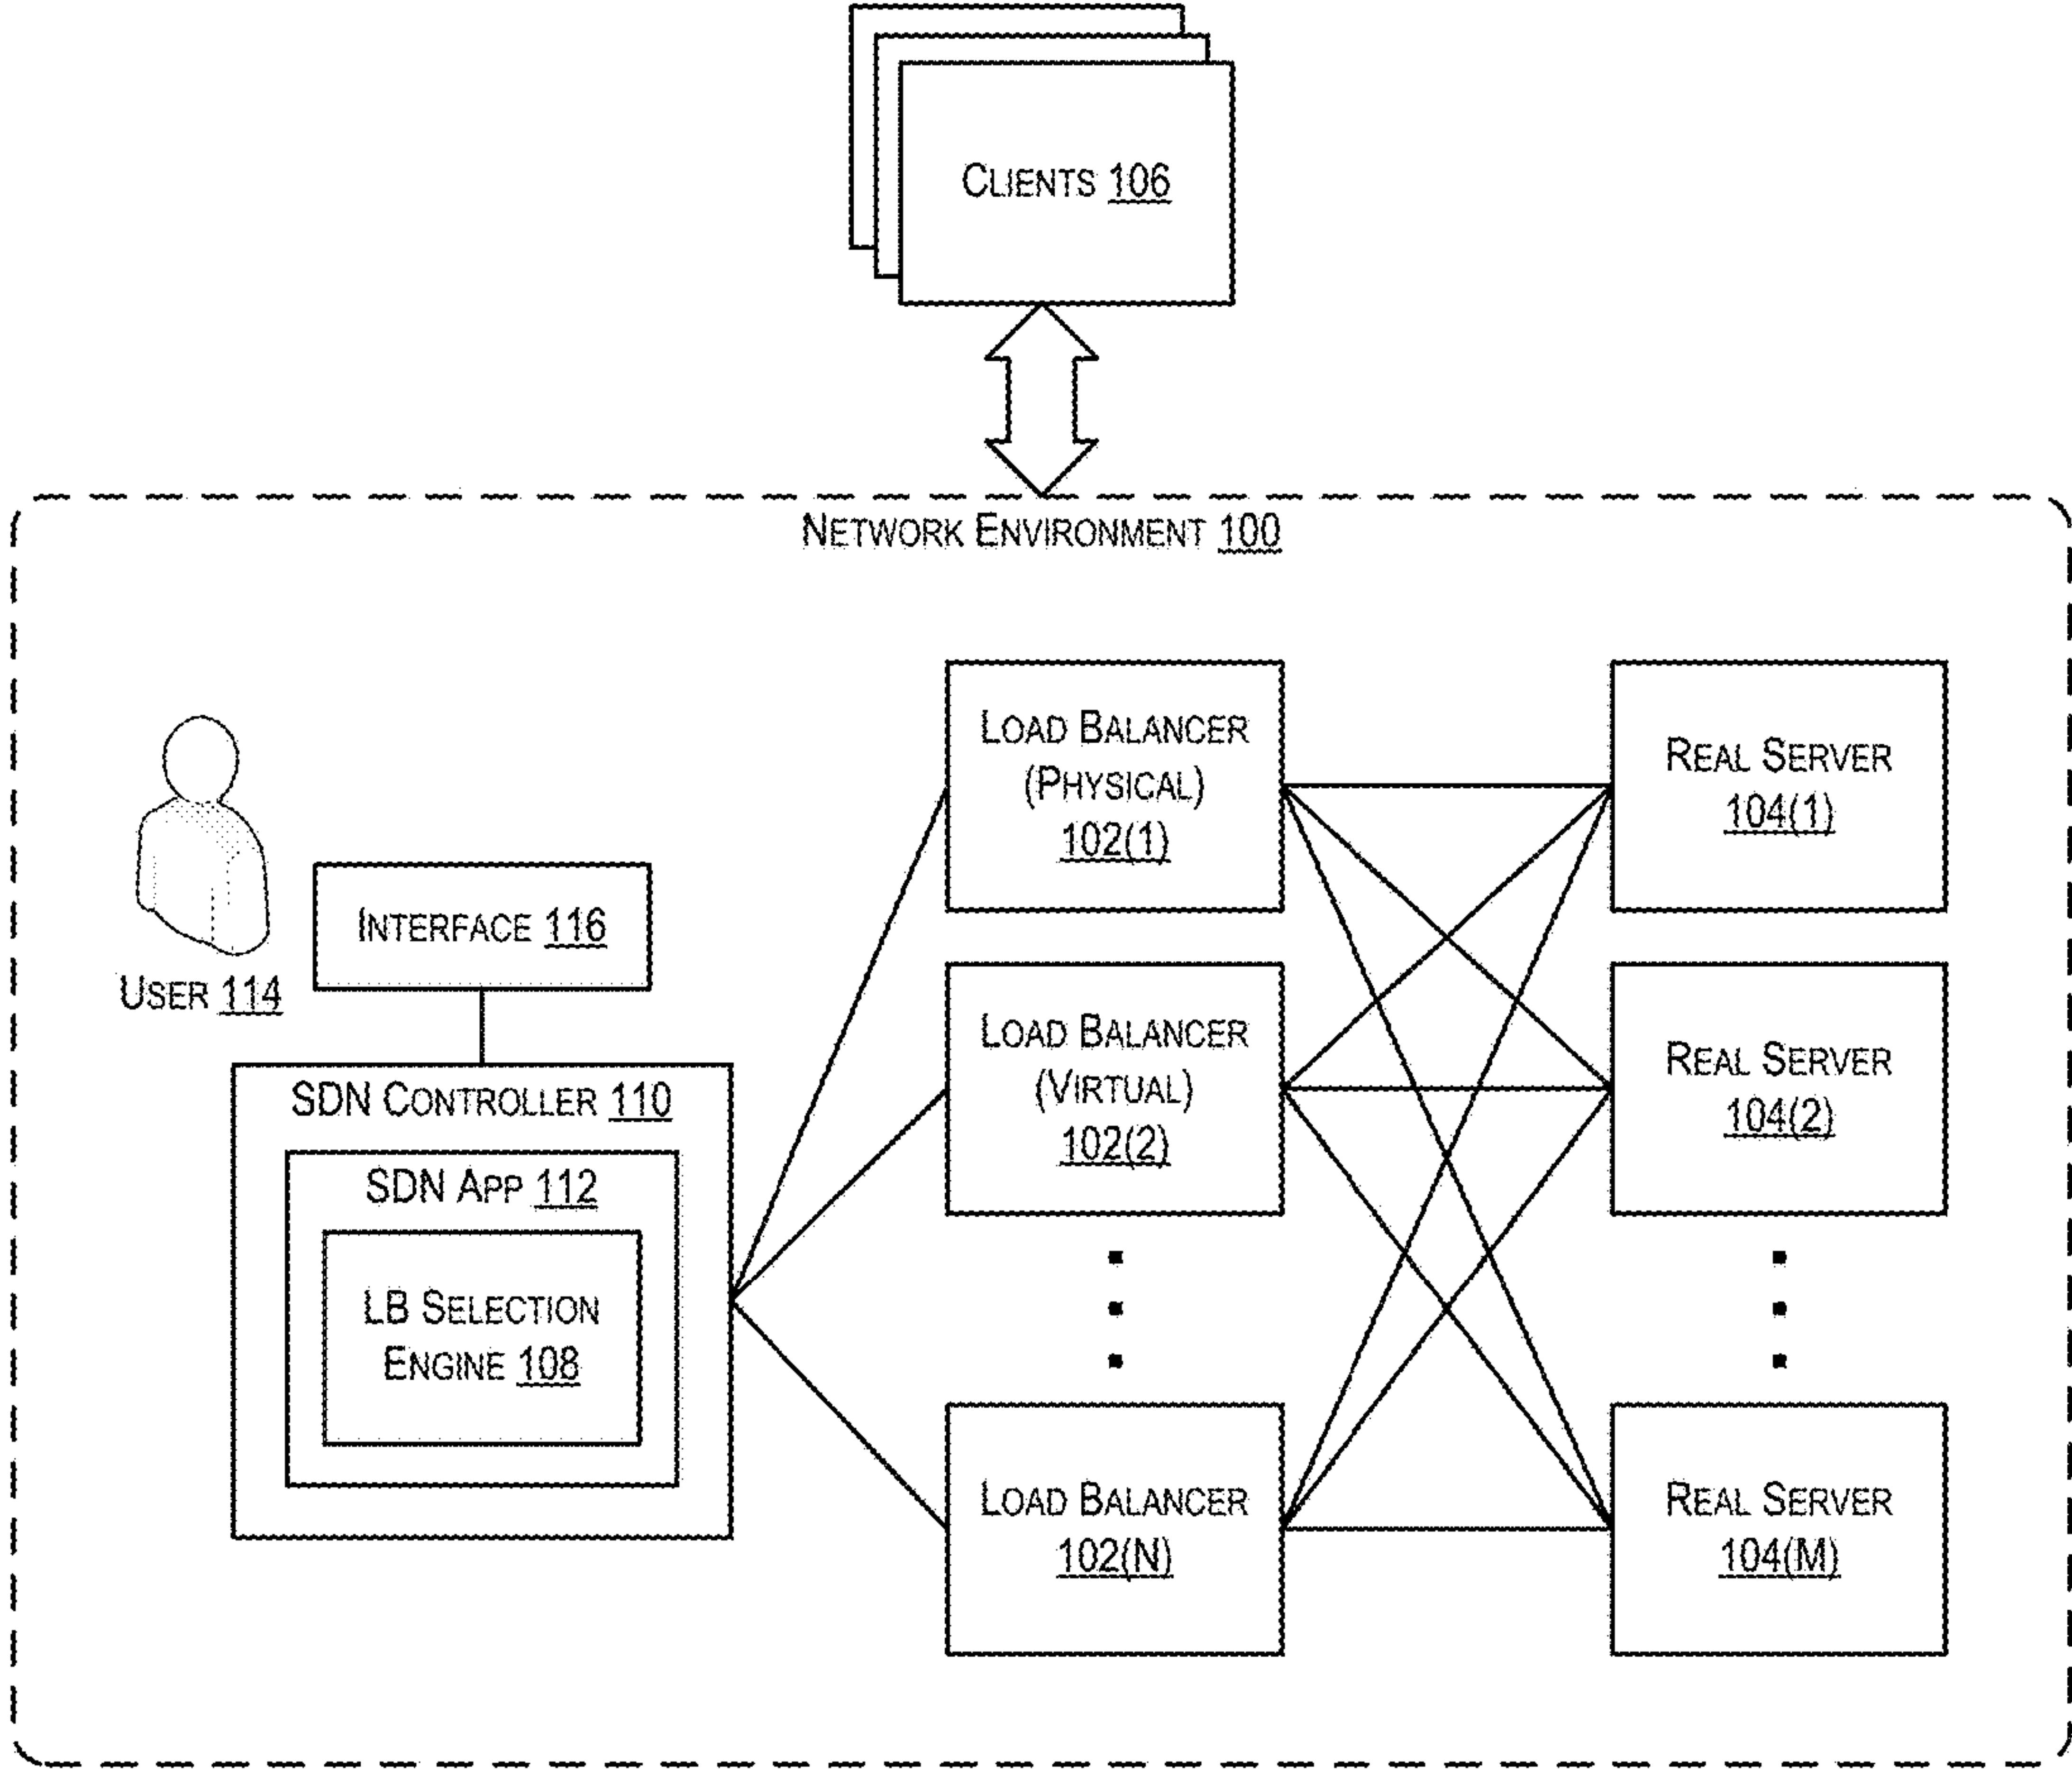 CLIENTS 106
NETWORK ENVIRONMENT 100
LOAD BALANCER
(PHYSICAL)
102(1)
REAL SERVER
104(1)
INTERFACE 116
USER 114
LOAD BALANCER
(VIRTUAL)
102(2)
REAL SERVER
104(2)
SDN CONTROLLER 110
SDN APP 112
LB SELECTION
ENGINE 108
LOAD BALANCER
102(N)
REAL SERVER
104(M)